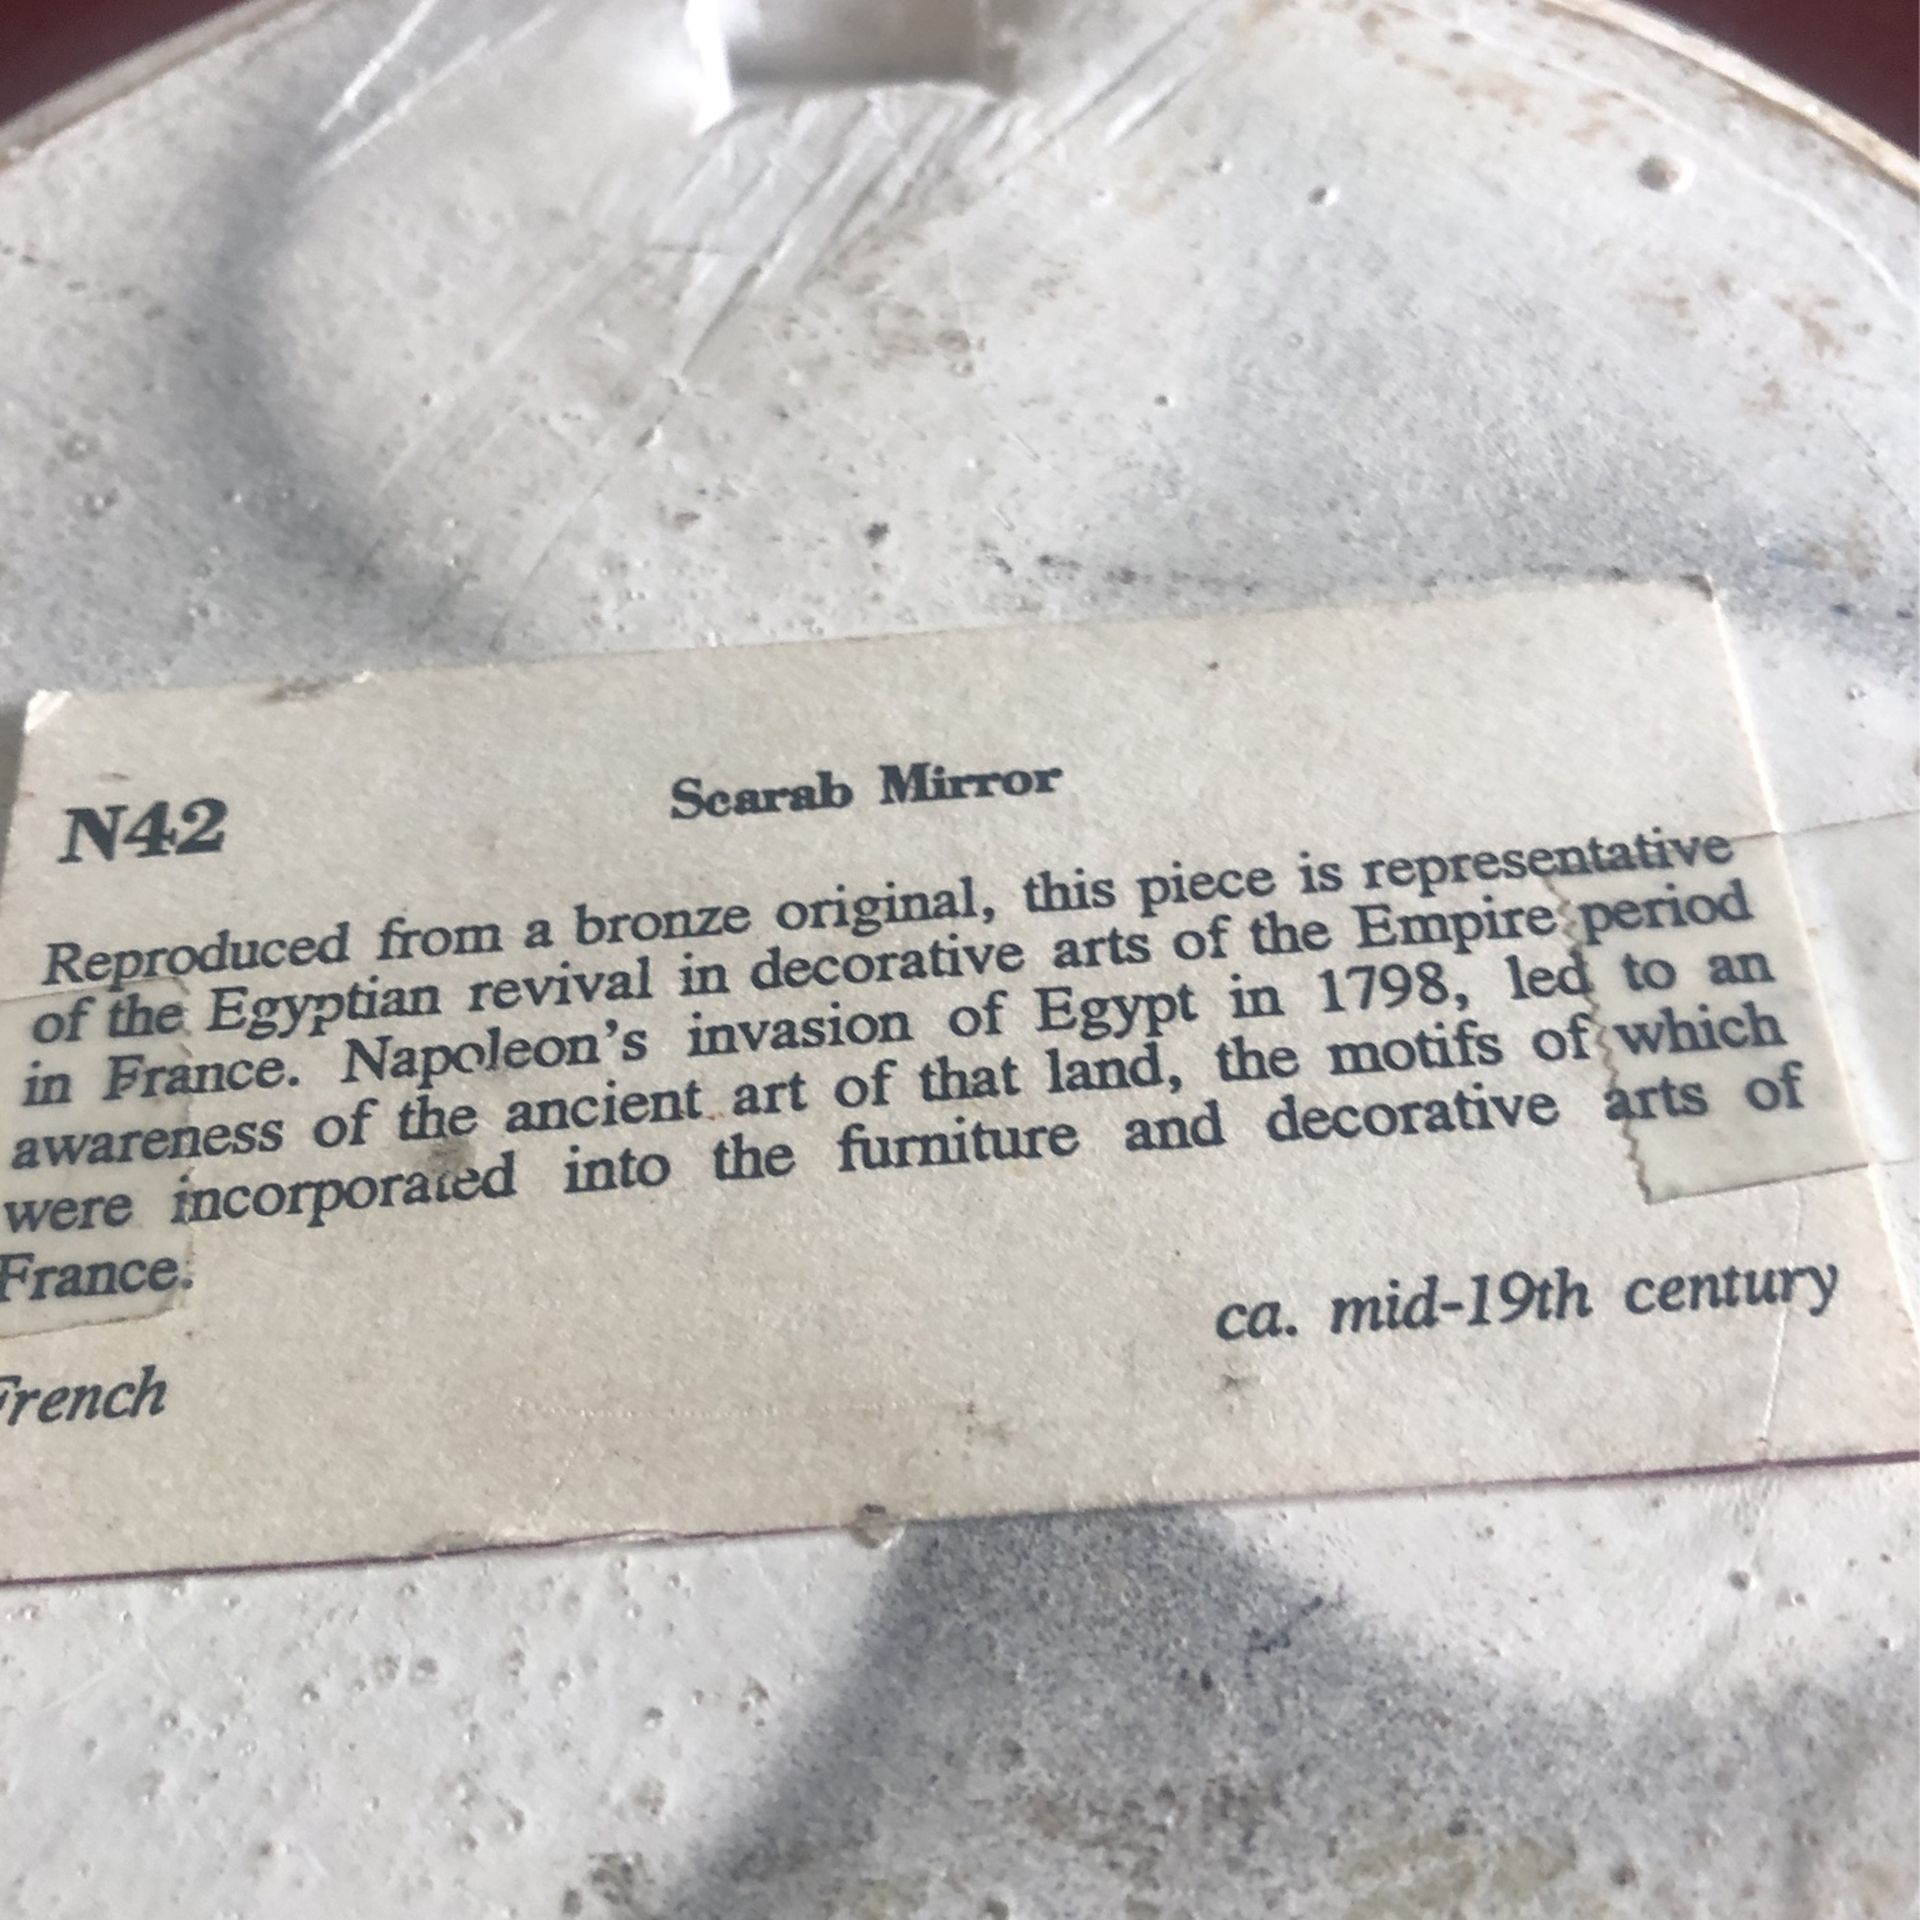 N42
Scarab Mirror
Reproduced from a bronze original, this piece is representative
of the Egyptian revival in decorative arts of the Empire period
in France. Napoleon's invasion of Egypt in 1798, led to an
awareness of the ancient art of that land, the motifs of which
were incorporated into the furniture and decorative arts of
France.
ca. mid-19th century
French